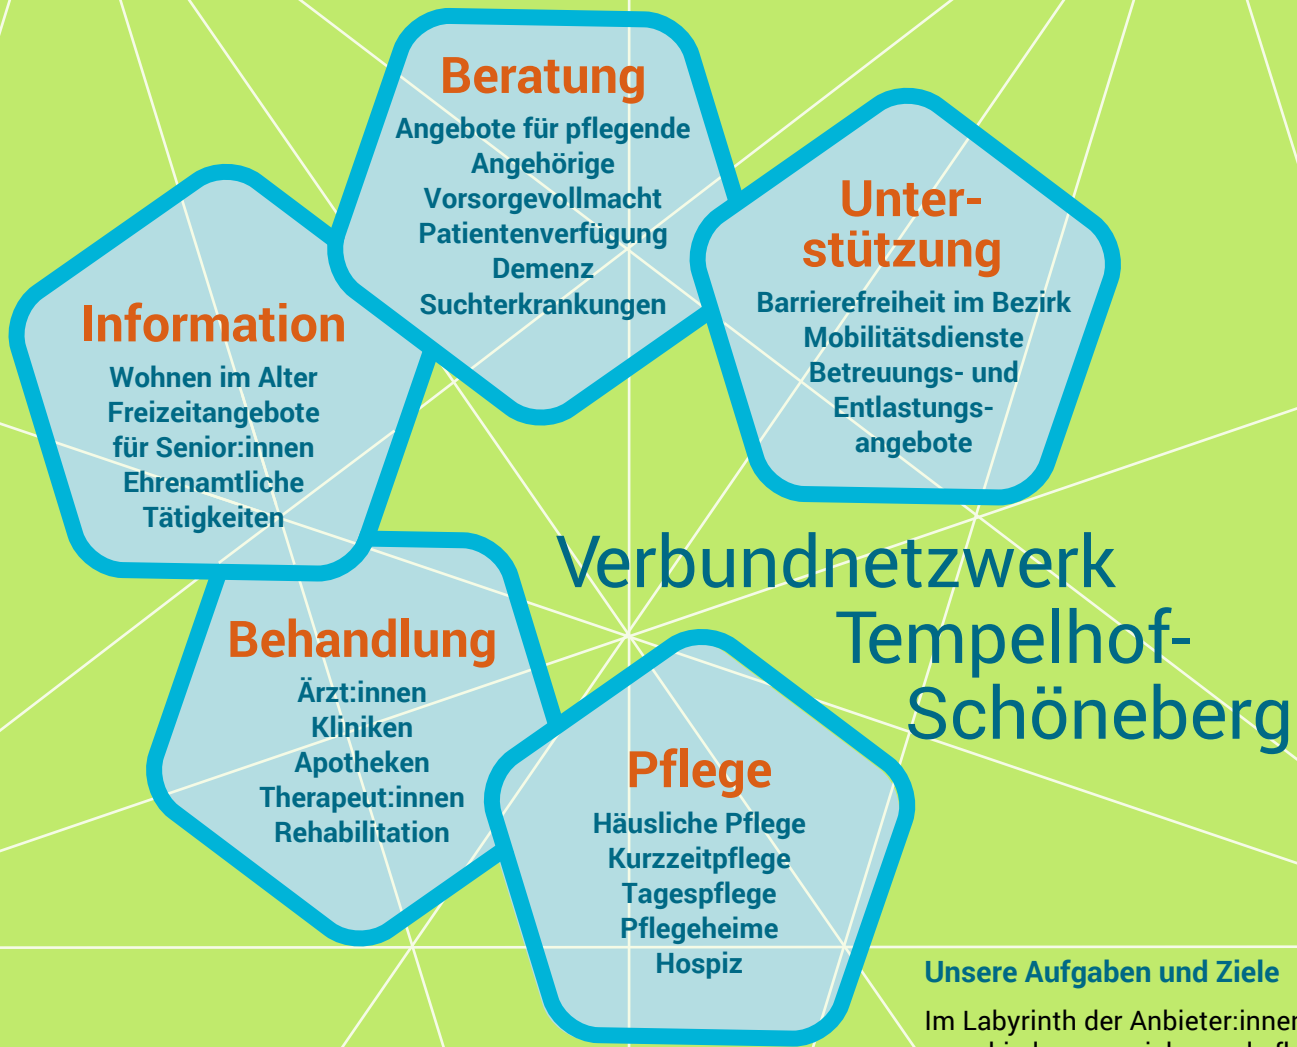 Beratung
Angebote für pflegende
Angehörige
Vorsorgevollmacht
Patientenverfügung
Demenz
Suchterkrankungen
Unter-
stützung
Barrierefreiheit im Bezirk
Mobilitätsdienste
Betreuungs- und
Entlastungs-
angebote
Information
Wohnen im Alter
Freizeitangebote
für Senior:innen
Ehrenamtliche
Tätigkeiten
Verbundnetzwerk
Tempelhof-
Schöneberg
Behandlung
Ärzt:innen
Kliniken
Apotheken
Therapeut:innen
Rehabilitation
Pflege
Häusliche Pflege
Kurzzeitpflege
Tagespflege
Pflegeheime
Hospiz
Unsere Aufgaben und Ziele
Im Labyrinth der Anbieter:innen